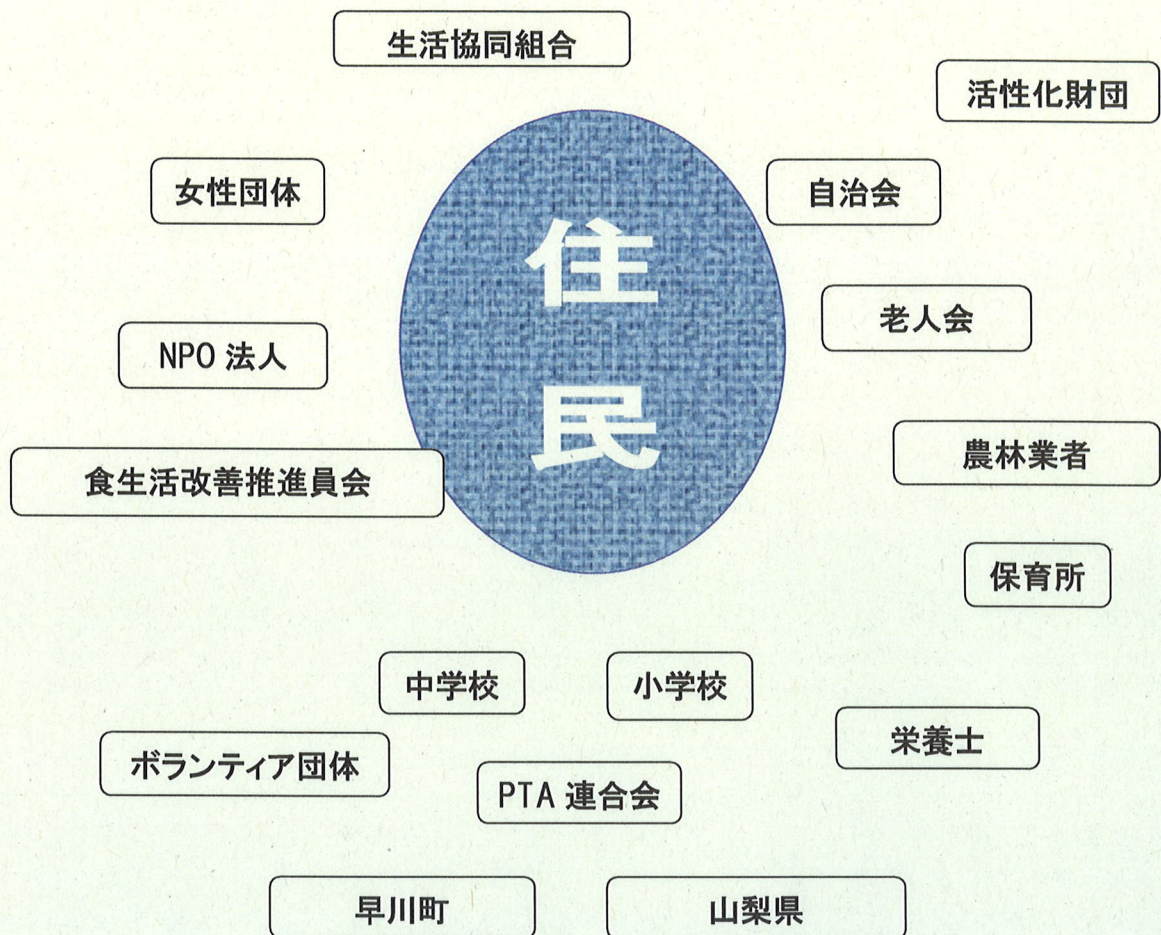 生活協同組合
活性化財団
女性団体
自治会
住民
老人会
NPO 法人
農林業者
食生活改善推進員会
保育所
中学校
小学校
栄養士
ボランティア団体
PTA 連合会
早川町
山梨県